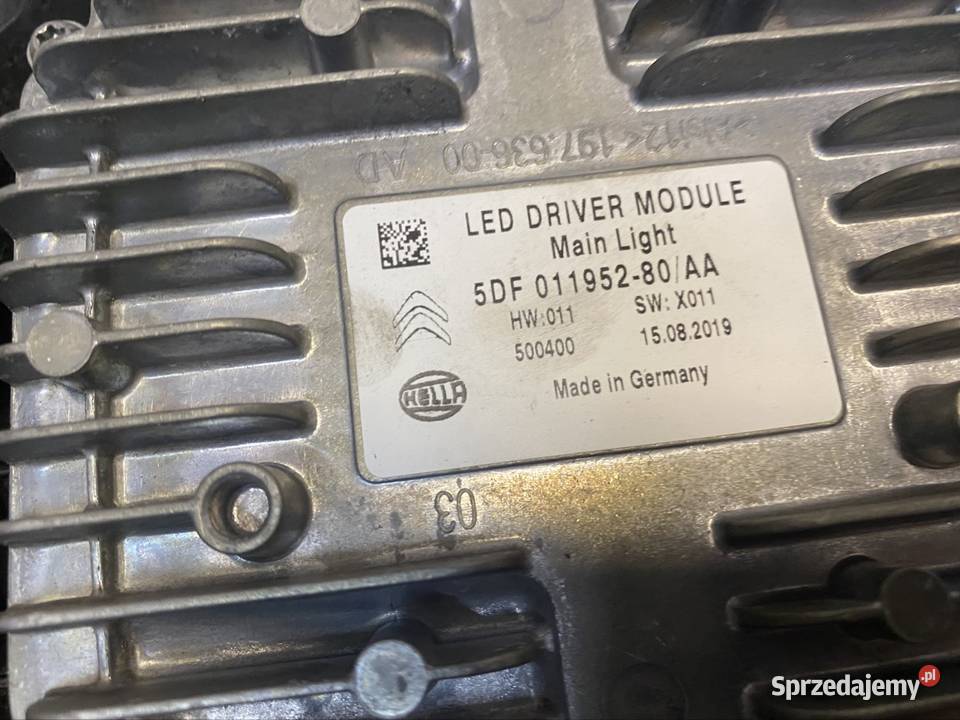 197.636-00 AD
LED DRIVER MODULE
Main Light
5DF 011952-80/AA
HW:011 SW: X011
500400 15.08.2019
Made in Germany
HELLA
03
Sprzedajemy.pl